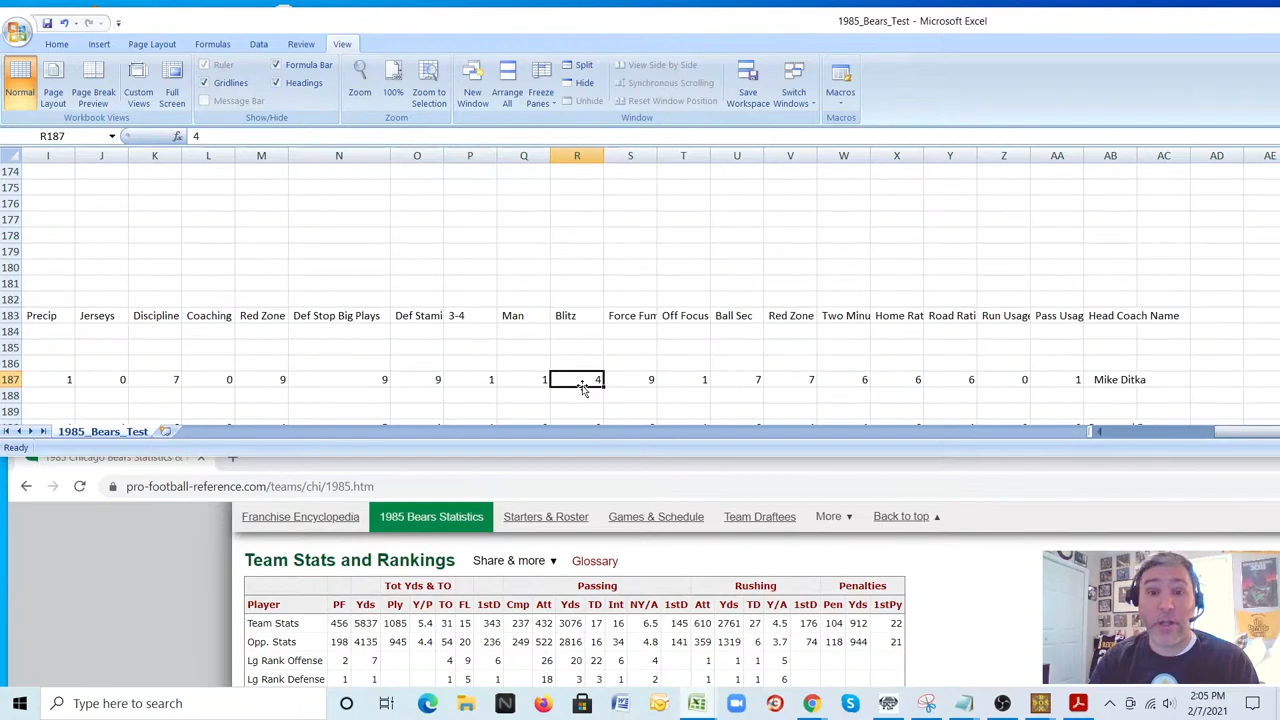 1985_Bears_Test - Microsoft Excel
Home Insert Page Layout Formulas Data Review View
Normal
Page Layout
Page Break Preview
Custom Views
Full Screen
Ruler
Gridlines
Message Bar
Formula Bar
Headings
Zoom
100%
Zoom to Selection
New Window
Arrange All
Freeze Panes
Split
Hide
Unhide
View Side by Side
Synchronous Scrolling
Reset Window Position
Save Workspace
Switch Windows
Macros
Workbook Views Show/Hide Zoom Window Macros
R187 fx 4
I J K L M N O P Q R S T U V W X Y Z AA AB AC AD AE
174
175
176
177
178
179
180
181
182
183 Precip Jerseys Discipline Coaching Red Zone Def Stop Big Plays Def Stami 3-4 Man Blitz Force Fum Off Focus Ball Sec Red Zone Two Minu Home Rat Road Rati Run Usage Pass Usag Head Coach Name
184
185
186
187 1 0 7 0 9 9 9 1 1 4 9 1 7 7 6 6 6 0 1 Mike Ditka
188
189
1985_Bears_Test
Ready
1985 Chicago Bears Statistics &
pro-football-reference.com/teams/chi/1985.htm
Franchise Encyclopedia 1985 Bears Statistics Starters & Roster Games & Schedule Team Draftees More ▼ Back to top ▲
Team Stats and Rankings Share & more ▼ Glossary
Tot Yds & TO Passing Rushing Penalties
Player PF Yds Ply Y/P TO FL 1stD Cmp Att Yds TD Int NY/A 1stD Att Yds TD Y/A 1stD Pen Yds 1stPy
Team Stats 456 5837 1085 5.4 31 15 343 237 432 3076 17 16 6.5 145 610 2761 27 4.5 176 104 912 22
Opp. Stats 198 4135 945 4.4 54 20 236 249 522 2816 16 34 4.8 141 359 1319 6 3.7 74 118 944 21
Lg Rank Offense 2 7 4 9 6 26 20 22 6 4 1 1 1 5
Lg Rank Defense 1 1 1 5 1 18 3 3 1 2 1 1 1 6
Type here to search
2:05 PM
2/7/2021